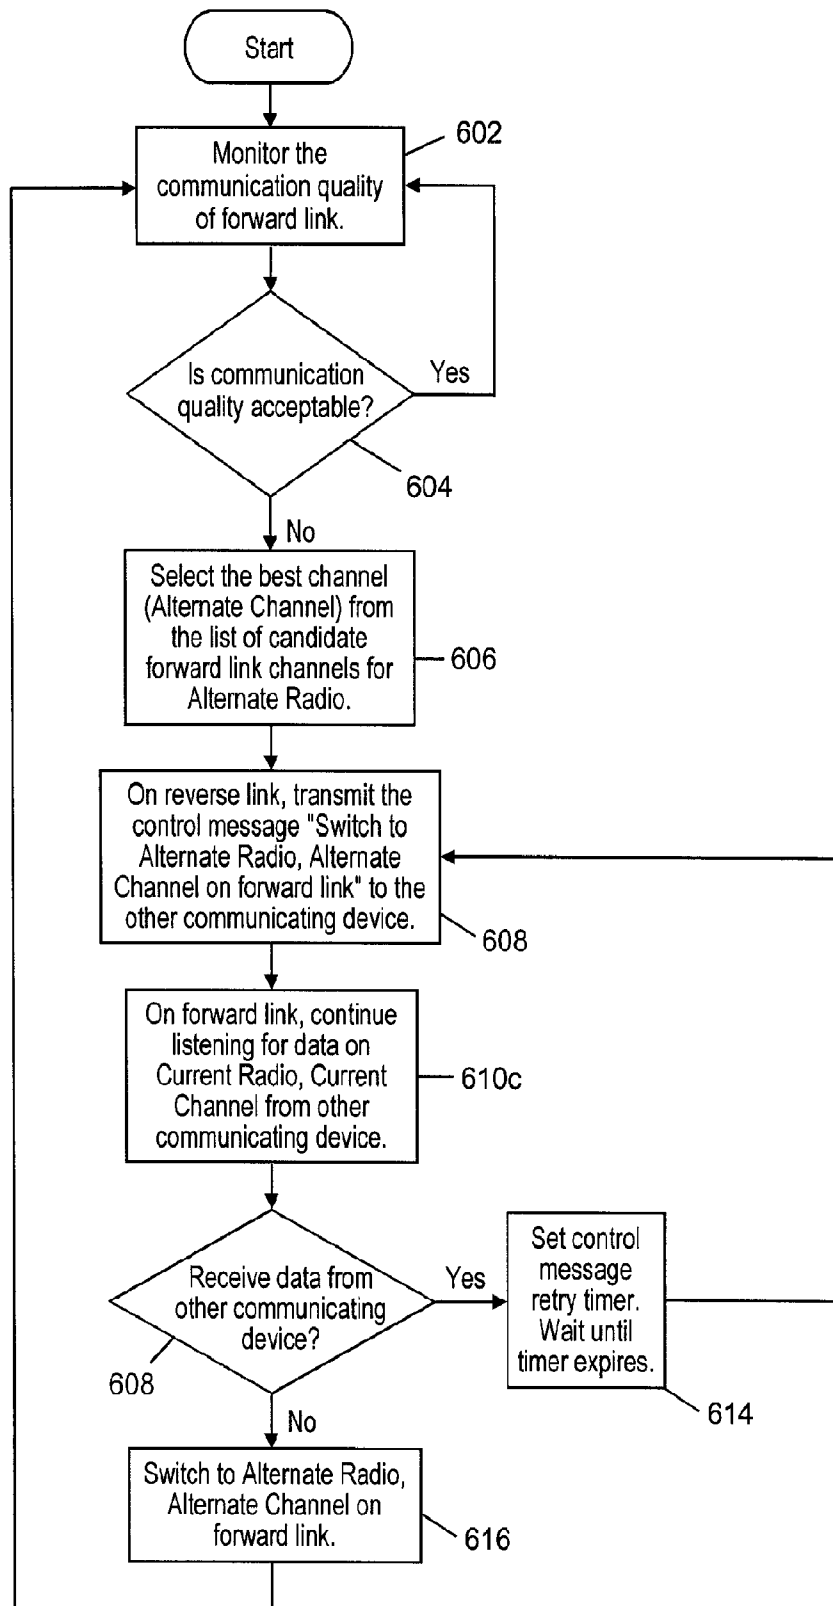 Start
602
Monitor the
communication quality
of forward link.
Is communication
quality acceptable?
Yes
604
No
Select the best channel
(Alternate Channel) from
the list of candidate
forward link channels for
Alternate Radio.
606
On reverse link, transmit the
control message "Switch to
Alternate Radio, Alternate
Channel on forward link" to the
other communicating device.
608
On forward link, continue
listening for data on
Current Radio, Current
Channel from other
communicating device.
610c
Receive data from
other communicating
device?
Yes
608
Set control
message
retry timer.
Wait until
timer expires.
614
No
Switch to Alternate Radio,
Alternate Channel on
forward link.
616